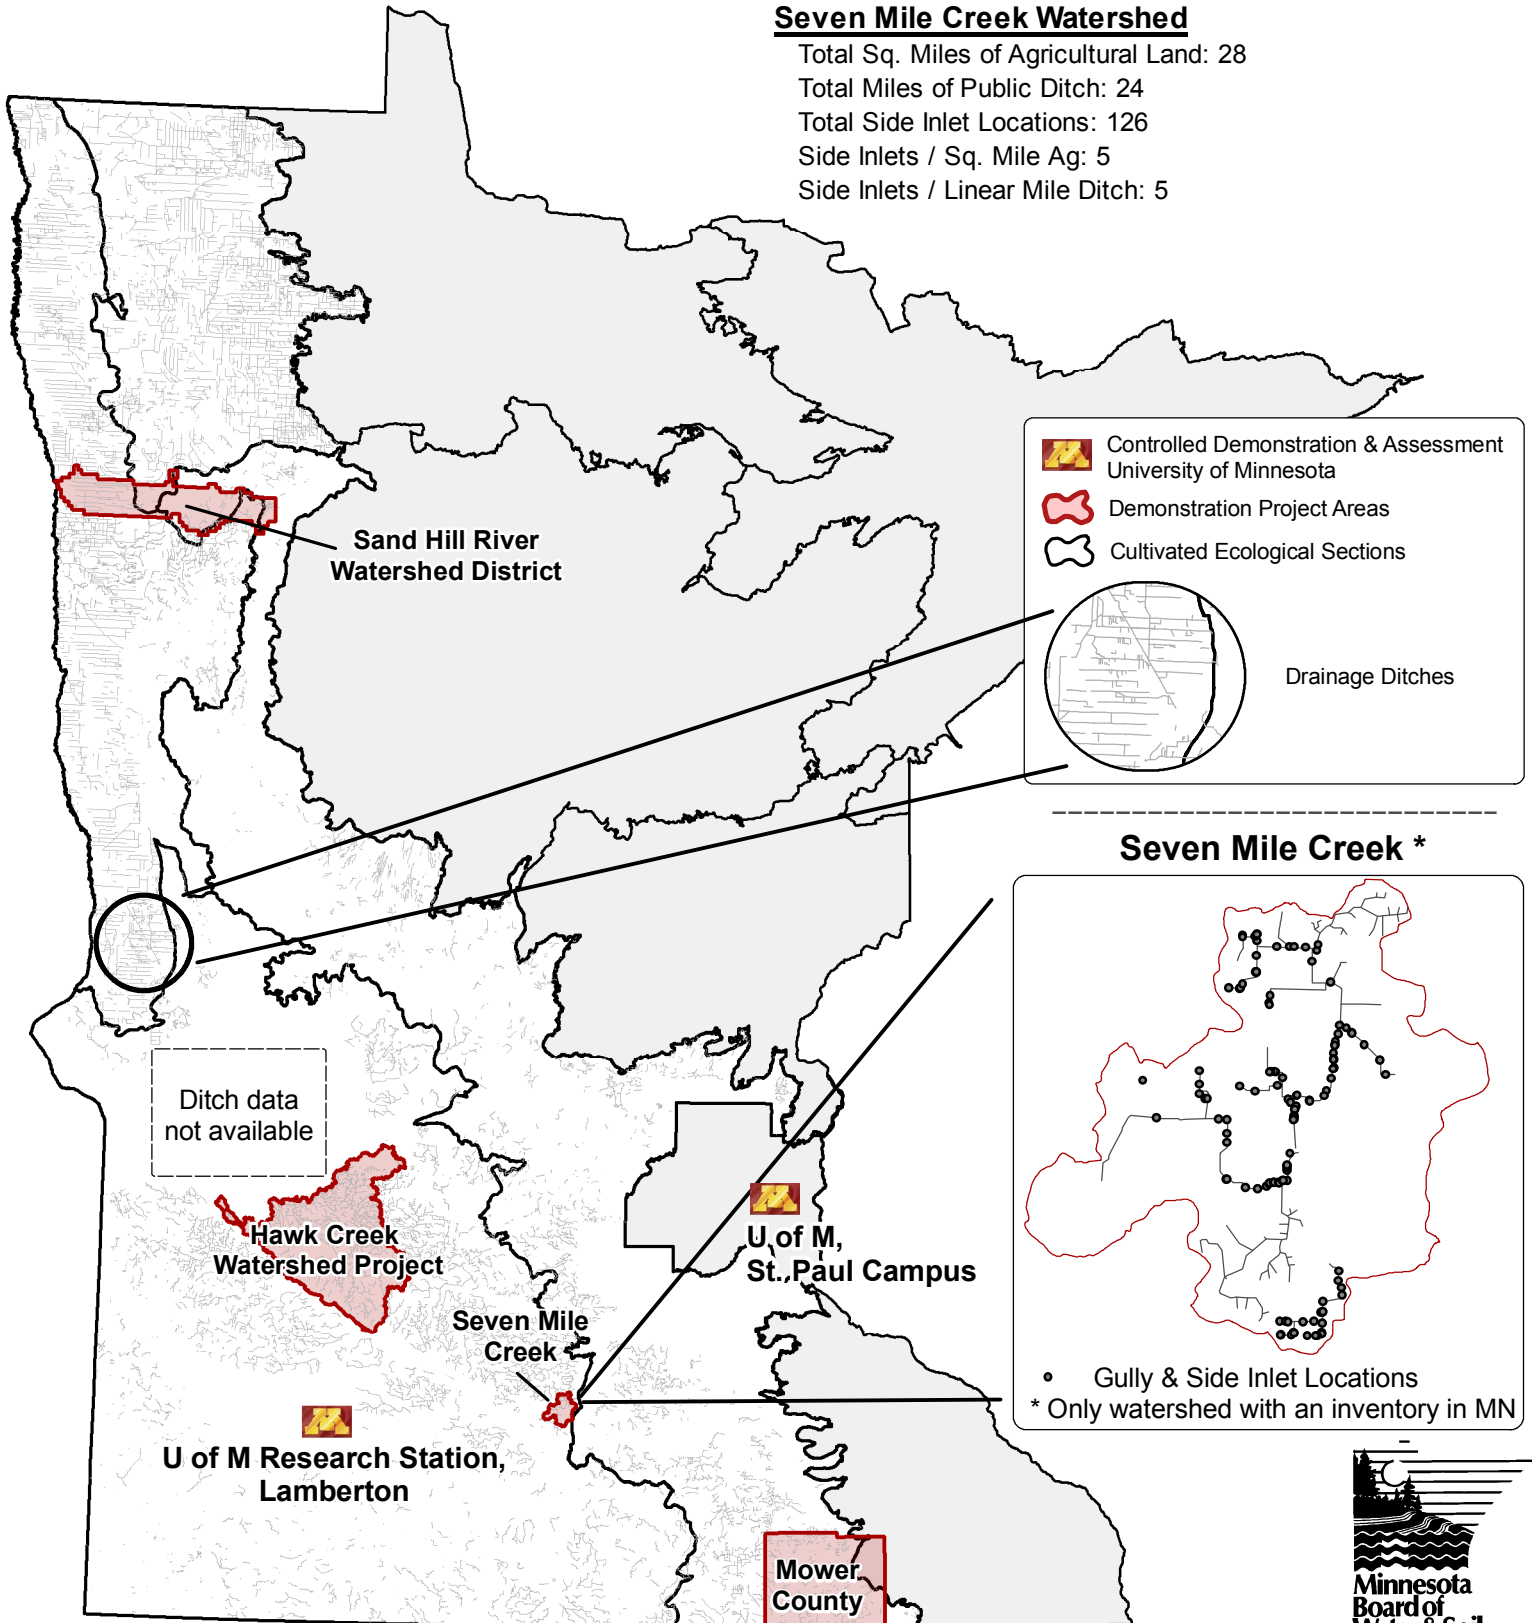 Seven Mile Creek Watershed
Total Sq. Miles of Agricultural Land: 28
Total Miles of Public Ditch: 24
Total Side Inlet Locations: 126
Side Inlets / Sq. Mile Ag: 5
Side Inlets / Linear Mile Ditch: 5
Controlled Demonstration & Assessment
University of Minnesota
Demonstration Project Areas
Cultivated Ecological Sections
Drainage Ditches
Sand Hill River
Watershed District
Seven Mile Creek *
Gully & Side Inlet Locations
* Only watershed with an inventory in MN
Ditch data
not available
Hawk Creek
Watershed Project
U of M,
St. Paul Campus
Seven Mile
Creek
U of M Research Station,
Lamberton
Mower
County
Minnesota
Board of
Water & Soil